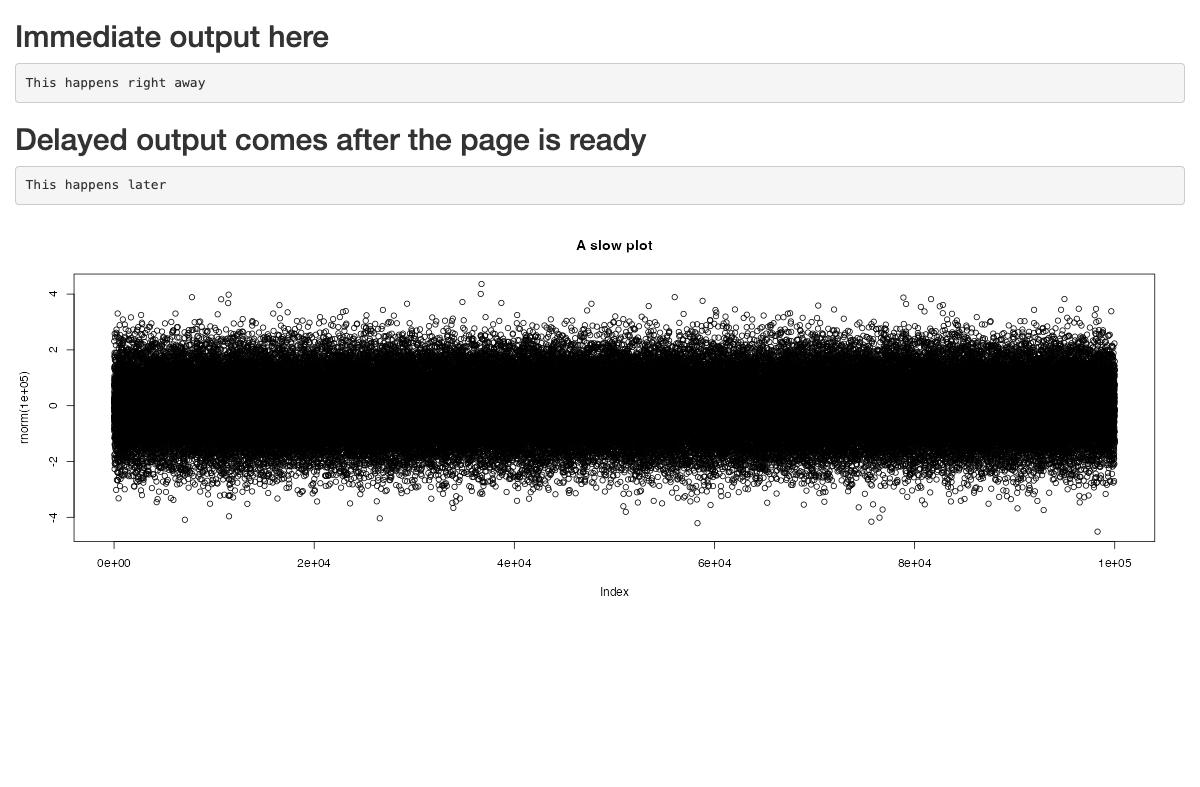 Immediate output here
This happens right away
Delayed output comes after the page is ready
This happens later
A slow plot
4
2
0
-2
-4
rnorm(1e+05)
0e+00 2e+04 4e+04 6e+04 8e+04 1e+05
Index